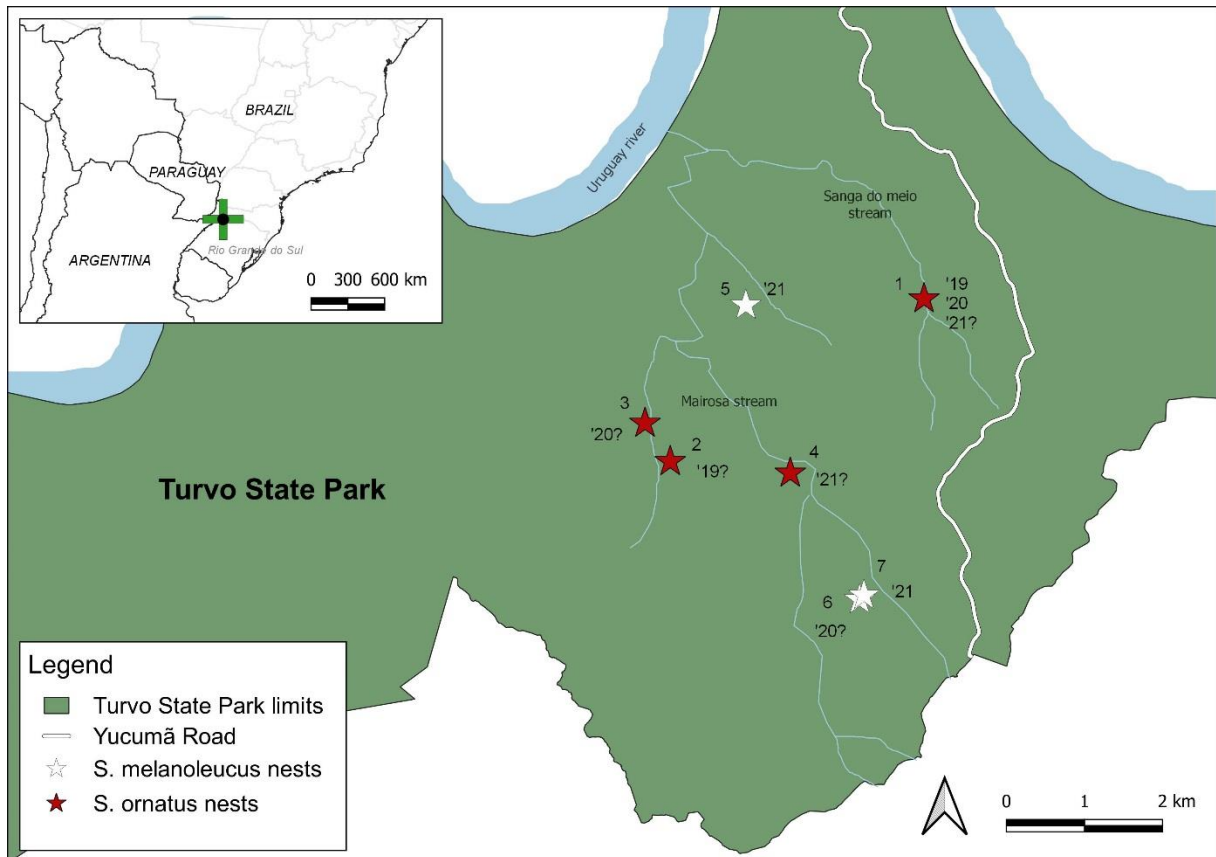 BRAZIL
PARAGUAY
ARGENTINA
Rio Grande do Sul
0 300 600 km
Uruguay river
Sanga do meio
stream
5 '21
1 '19
'20
'21?
Mairosa stream
3
'20?
2
'19?
4
'21?
Turvo State Park
7
'21
6
'20?
Legend
Turvo State Park limits
Yucumã Road
S. melanoleucus nests
S. ornatus nests
0 1 2 km